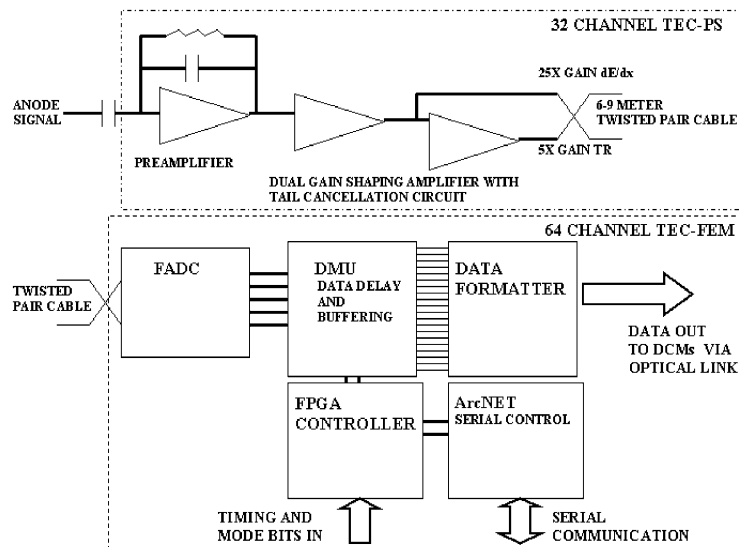 32 CHANNEL TEC-PS
25X GAIN dE/dx
ANODE
SIGNAL
6-9 METER
TWISTED PAIR CABLE
PREAMPLIFIER
5X GAIN TR
DUAL GAIN SHAPING AMPLIFIER WITH
TAIL CANCELLATION CIRCUIT
64 CHANNEL TEC-FEM
FADC
DMU
DATA DELAY
AND
BUFFERING
DATA
FORMATTER
TWISTED
PAIR CABLE
DATA OUT
TO DCMs VIA
OPTICAL LINK
FPGA
CONTROLLER
ArcNET
SERIAL CONTROL
TIMING AND
MODE BITS IN
SERIAL
COMMUNICATION